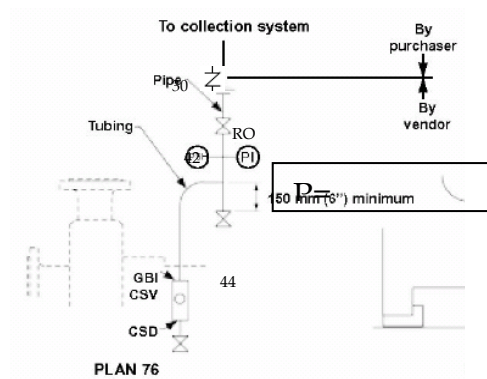 To collection system
By
purchaser
Pipe
30
By
vendor
Tubing
RO
42
PI
P=
150 mm (6") minimum
GBI
44
CSV
CSD
PLAN 76